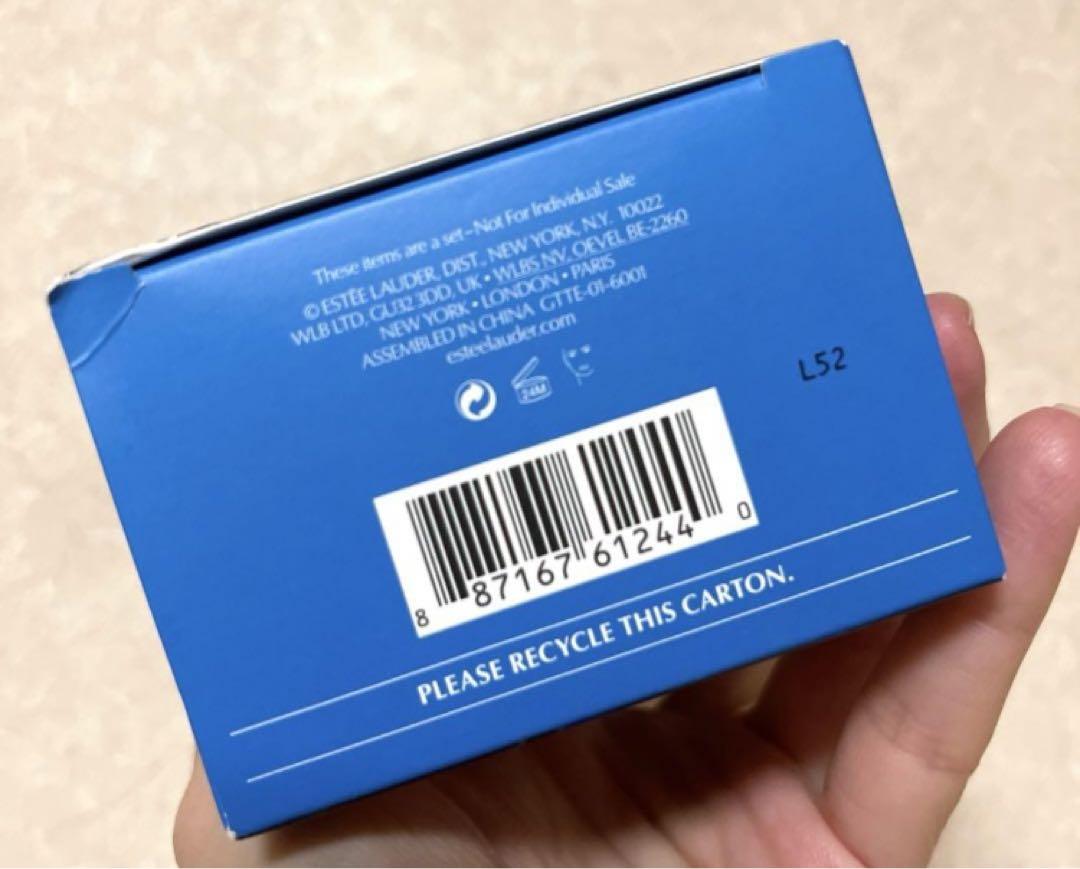 These items are a set–Not For Individual Sale
© ESTĒE LAUDER, DIST., NEW YORK, N.Y. 10022
WLB LTD, GU32 3DD, UK • WLBS NV. OEVEL BE-2260
NEW YORK • LONDON • PARIS
ASSEMBLED IN CHINA GTTE-01-6001
esteelauder.com
24M
L52
8 87167 61244 0
PLEASE RECYCLE THIS CARTON.